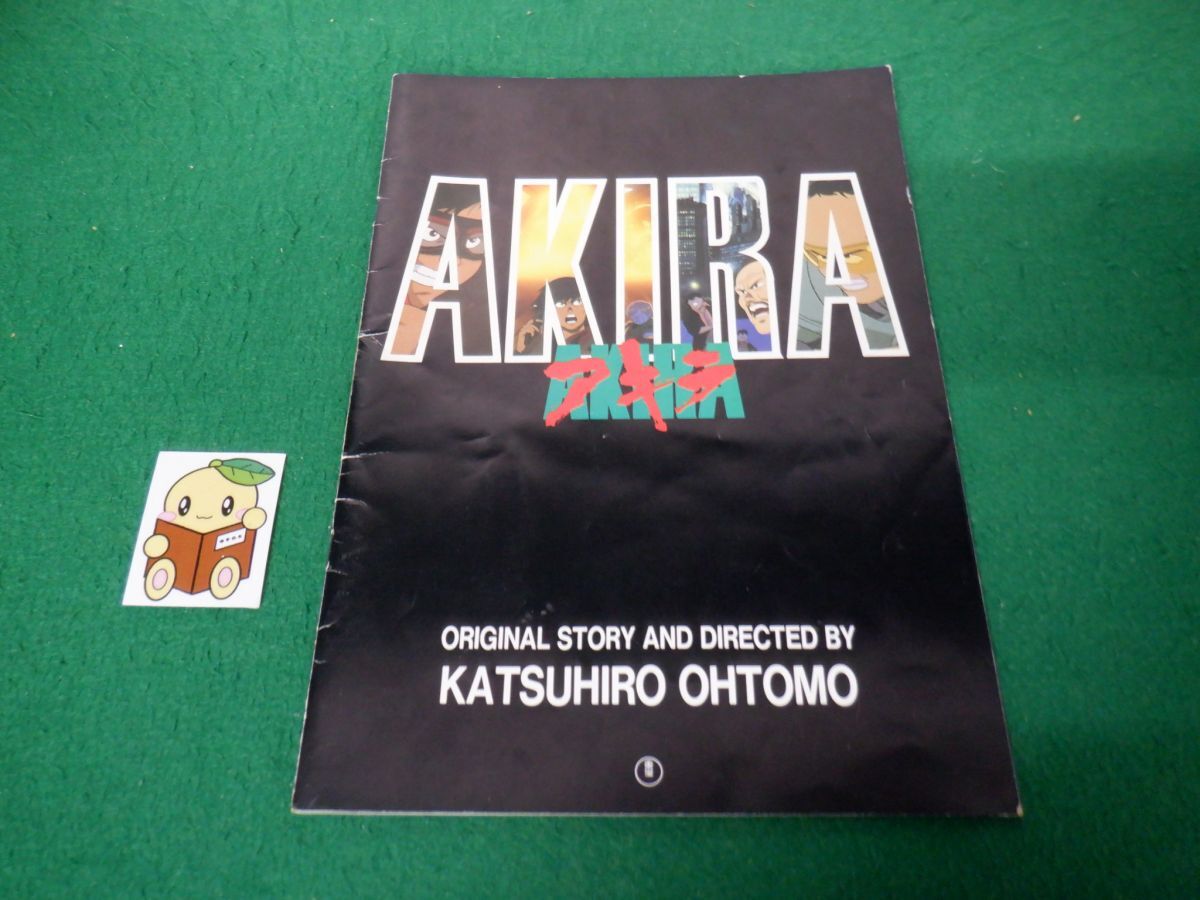 AKIRA
AKIRA
アキラ
ORIGINAL STORY AND DIRECTED BY
KATSUHIRO OHTOMO